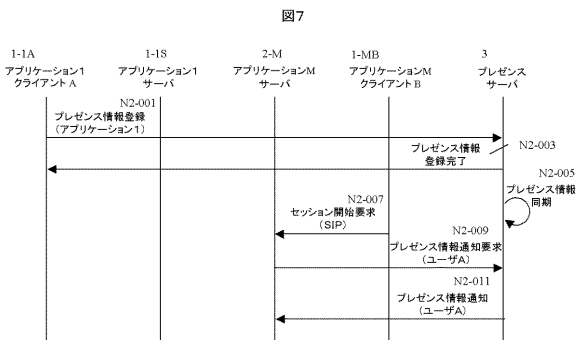 図7
1-1A
アプリケーション1
クライアントA
1-1S
アプリケーション1
サーバ
2-M
アプリケーションM
サーバ
1-MB
アプリケーションM
クライアントB
3
プレゼンス
サーバ
N2-001
プレゼンス情報登録
(アプリケーション1)
プレゼンス情報
登録完了
N2-003
N2-005
プレゼンス情報
同期
N2-007
セッション開始要求
(SIP)
N2-009
プレゼンス情報通知要求
(ユーザA)
N2-011
プレゼンス情報通知
(ユーザA)